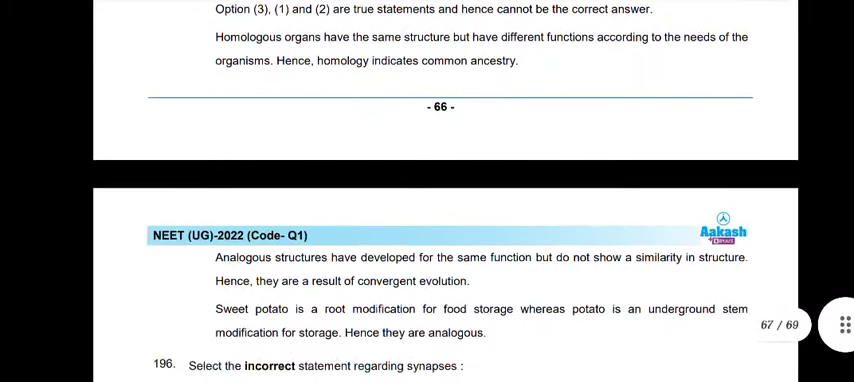 Option (3), (1) and (2) are true statements and hence cannot be the correct answer.
Homologous organs have the same structure but have different functions according to the needs of the
organisms. Hence, homology indicates common ancestry.
- 66 -
NEET (UG)-2022 (Code- Q1)
Aakash
BYJU'S
Analogous structures have developed for the same function but do not show a similarity in structure.
Hence, they are a result of convergent evolution.
Sweet potato is a root modification for food storage whereas potato is an underground stem
modification for storage. Hence they are analogous.
67 / 69
196. Select the incorrect statement regarding synapses :